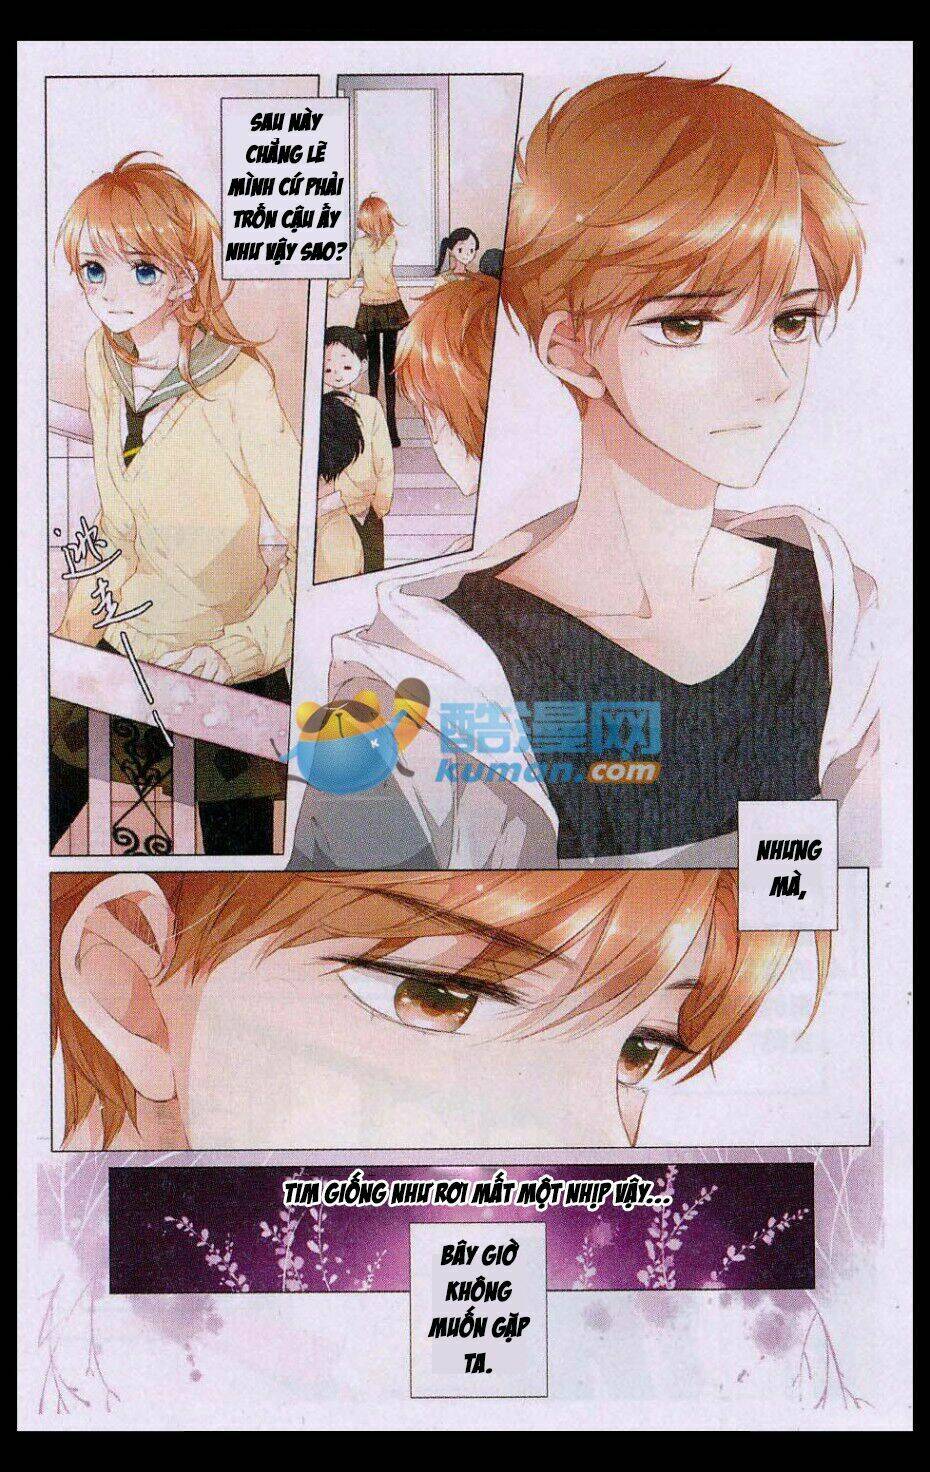 SAU NÀY
CHẲNG LẼ
MÌNH CỨ PHẢI
TRỐN CẬU ẤY
NHƯ VẬY SAO?
逃走
酷漫网
kuman.com
NHƯNG
MÀ,
TIM GIỐNG NHƯ RƠI MẤT MỘT NHỊP VẬY...
BÂY GIỜ
KHÔNG
MUỐN GẶP
TA.